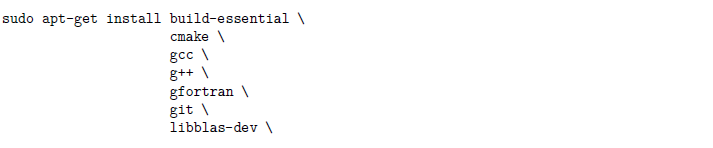 sudo apt-get install build-essential \
cmake \
gcc \
g++ \
gfortran \
git \
libblas-dev \